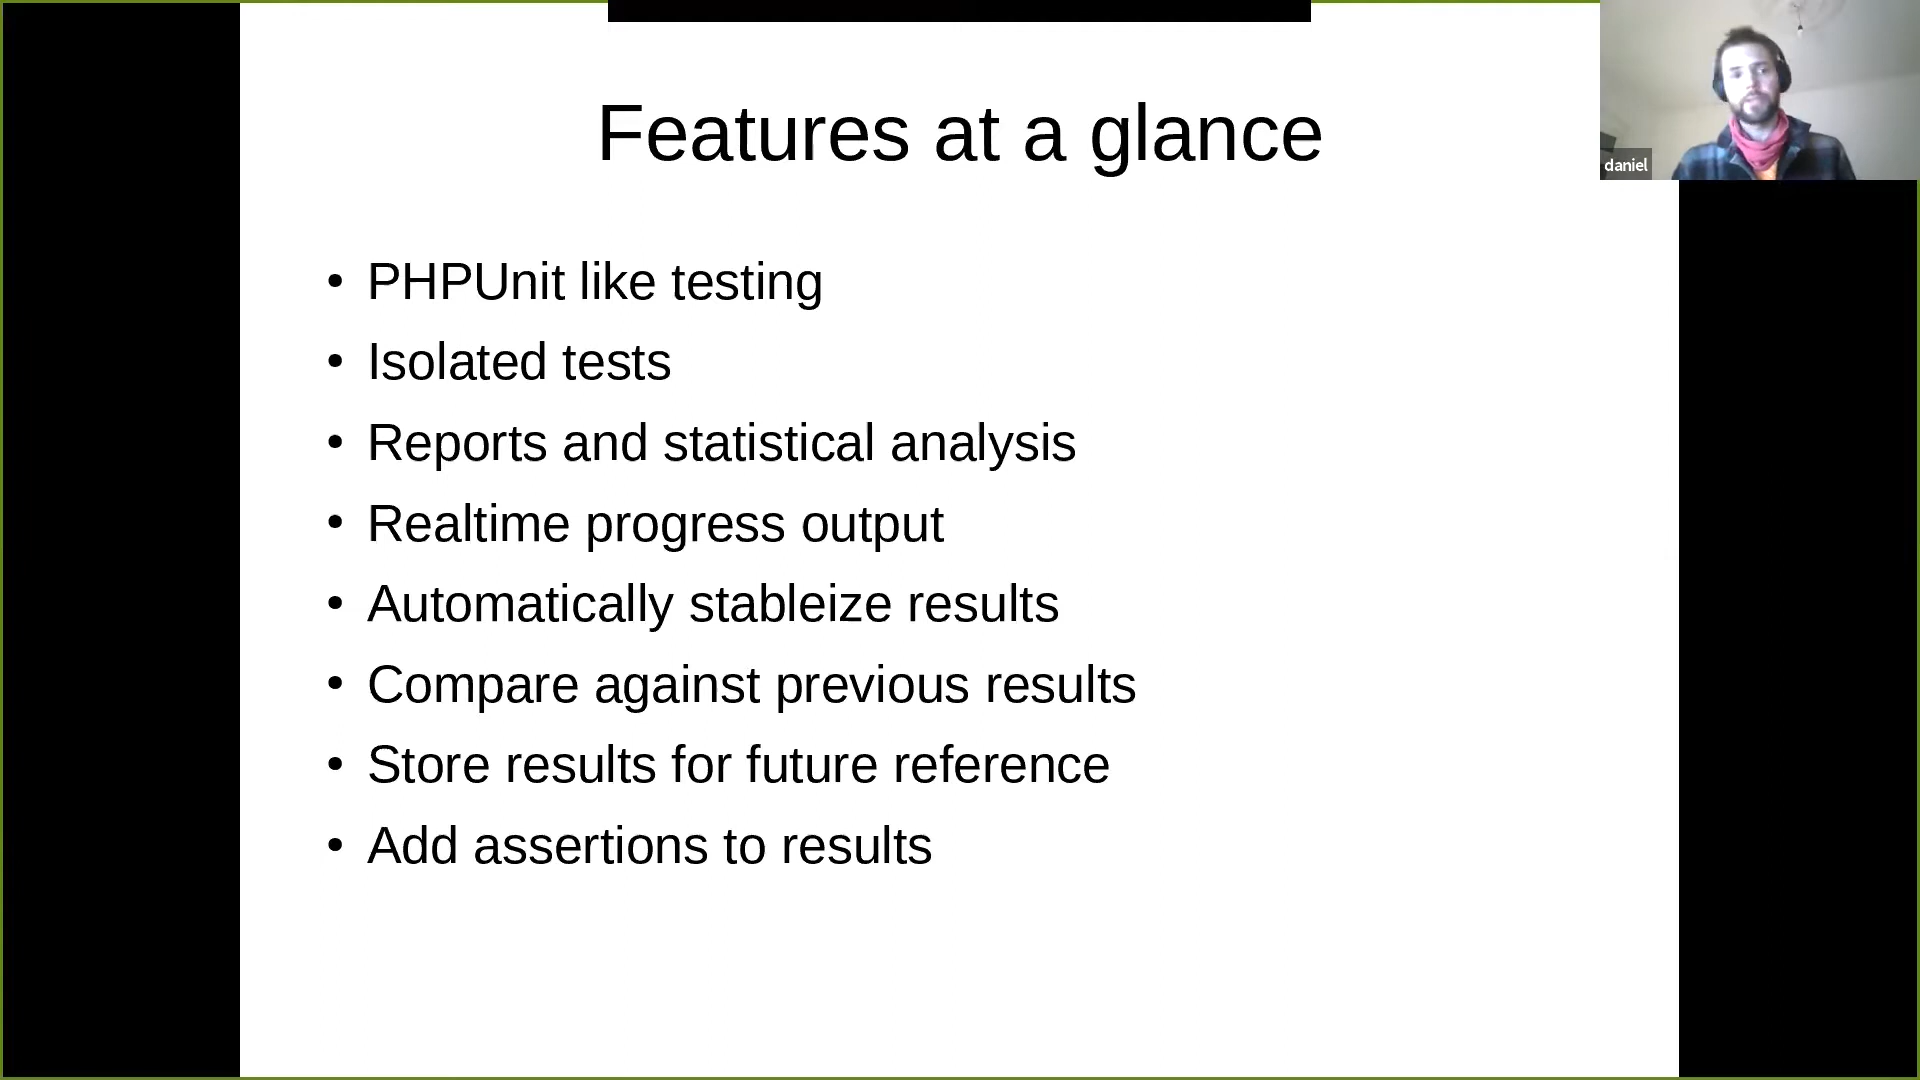 Features at a glance
daniel
• PHPUnit like testing
• Isolated tests
• Reports and statistical analysis
• Realtime progress output
• Automatically stableize results
• Compare against previous results
• Store results for future reference
• Add assertions to results